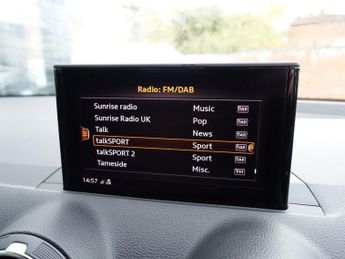 Radio: FM/DAB
Sunrise radio Music DAB
Sunrise Radio UK Pop DAB
Talk News DAB
talkSPORT Sport DAB
talkSPORT 2 Sport DAB
Tameside Misc. FM
14:57